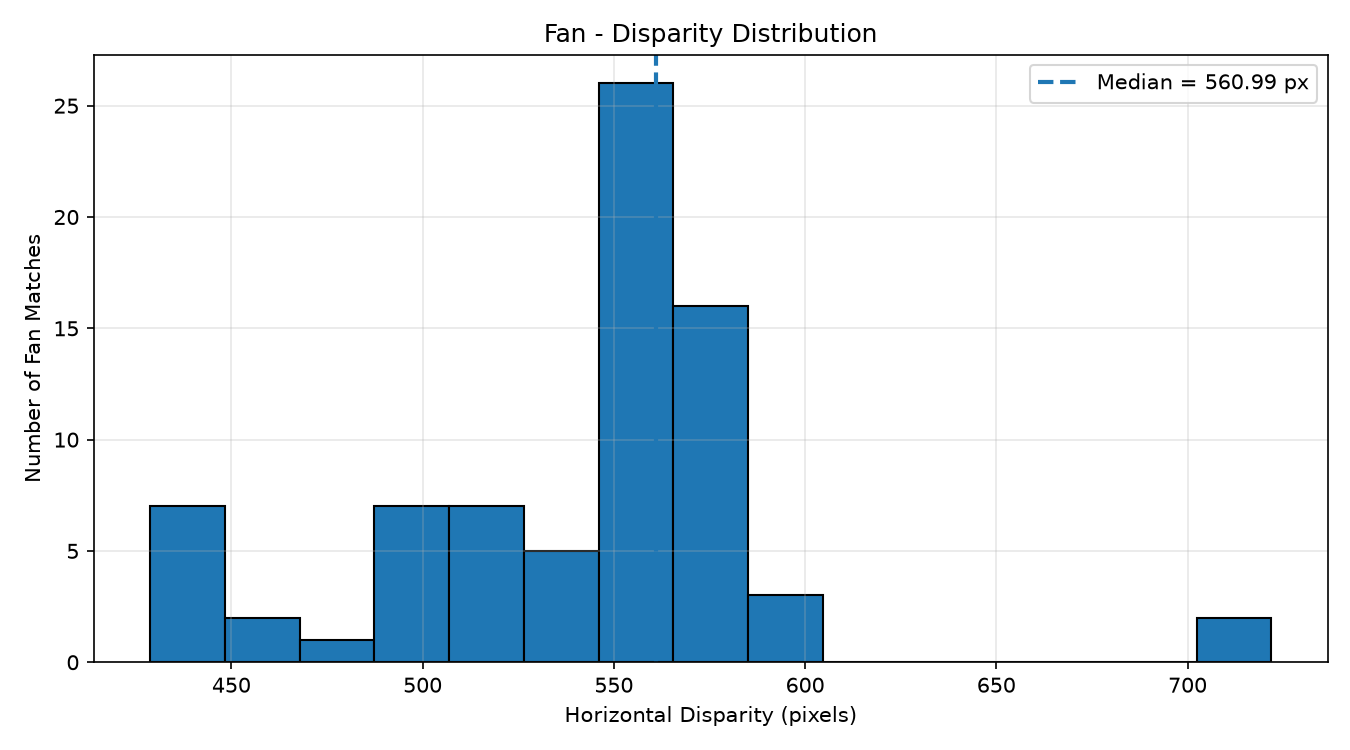 Fan - Disparity Distribution
Median = 560.99 px
Number of Fan Matches
25
20
15
10
5
0
450 500 550 600 650 700
Horizontal Disparity (pixels)